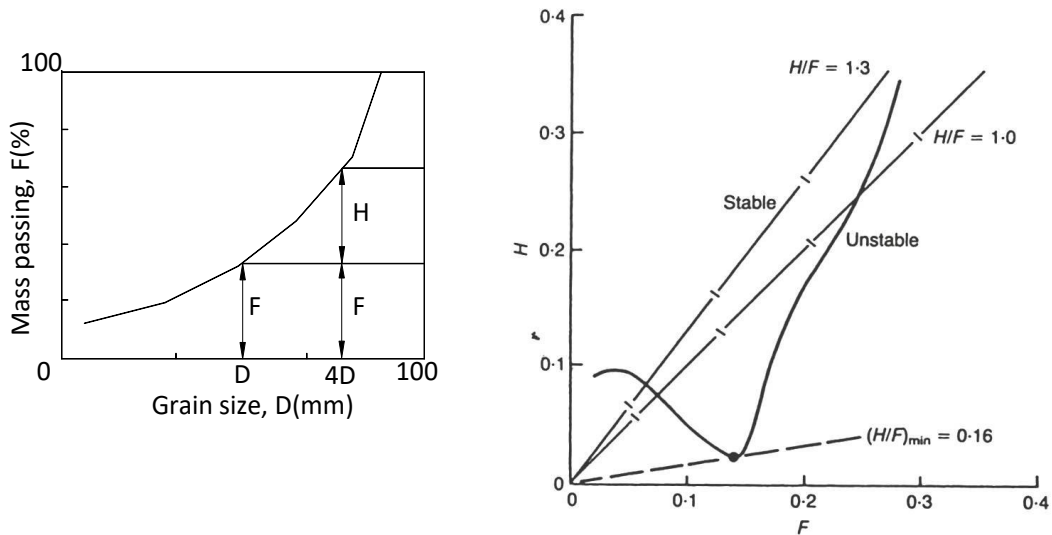 100
Mass passing, F(%)
H
F
F
0
D
4D
100
Grain size, D(mm)
0·4
H/F = 1·3
0·3
H/F = 1·0
Stable
H
0·2
Unstable
r
0·1
(H/F)min = 0·16
0
0
0·1
0·2
0·3
0·4
F